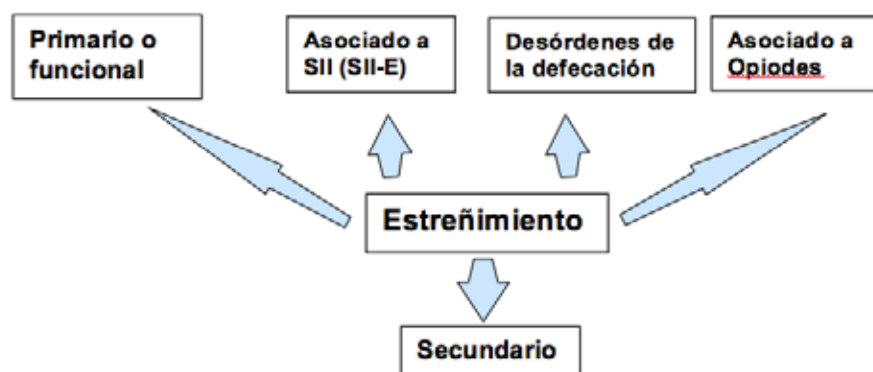 Primario o
funcional
Asociado a
SII (SII-E)
Desórdenes de
la defecación
Asociado a
Opiodes
Estreñimiento
Secundario